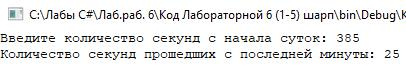 C:\Лабы C#\Лаб.раб. 6\Код Лабораторной 6 (1-5) шарп\bin\Debug\
Введите количество секунд с начала суток: 385
Количество секунд прошедших с последней минуты: 25